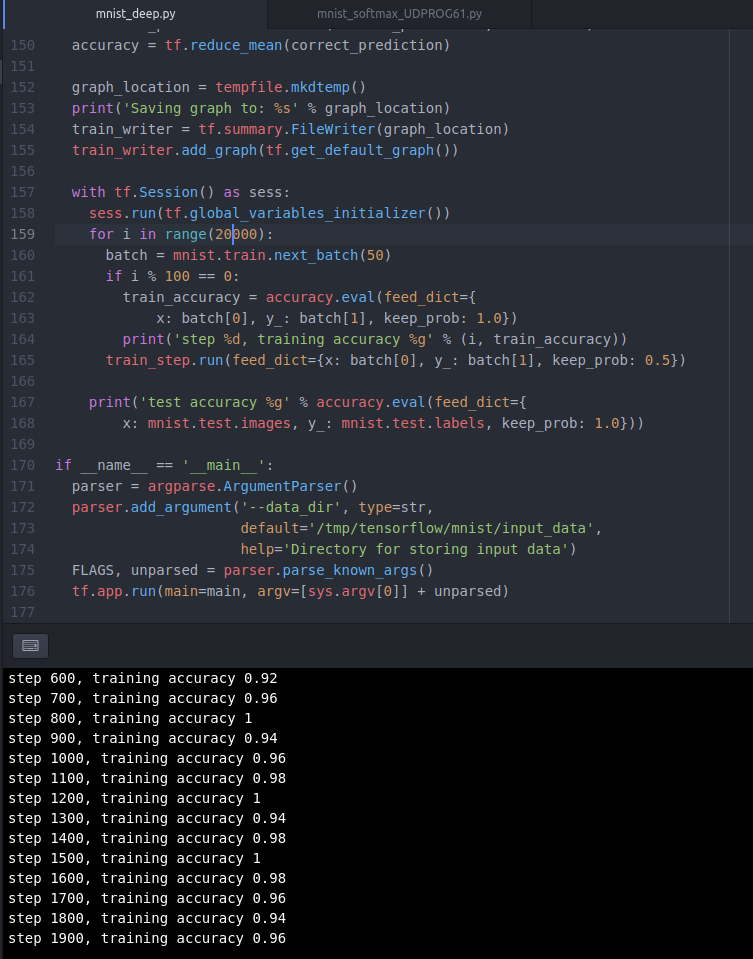 mnist_deep.py mnist_softmax_UDPROG61.py
150 accuracy = tf.reduce_mean(correct_prediction)
151
152 graph_location = tempfile.mkdtemp()
153 print('Saving graph to: %s' % graph_location)
154 train_writer = tf.summary.FileWriter(graph_location)
155 train_writer.add_graph(tf.get_default_graph())
156
157 with tf.Session() as sess:
158 sess.run(tf.global_variables_initializer())
159 for i in range(20000):
160 batch = mnist.train.next_batch(50)
161 if i % 100 == 0:
162 train_accuracy = accuracy.eval(feed_dict={
163 x: batch[0], y_: batch[1], keep_prob: 1.0})
164 print('step %d, training accuracy %g' % (i, train_accuracy))
165 train_step.run(feed_dict={x: batch[0], y_: batch[1], keep_prob: 0.5})
166
167 print('test accuracy %g' % accuracy.eval(feed_dict={
168 x: mnist.test.images, y_: mnist.test.labels, keep_prob: 1.0}))
169
170 if __name__ == '__main__':
171 parser = argparse.ArgumentParser()
172 parser.add_argument('--data_dir', type=str,
173 default='/tmp/tensorflow/mnist/input_data',
174 help='Directory for storing input data')
175 FLAGS, unparsed = parser.parse_known_args()
176 tf.app.run(main=main, argv=[sys.argv[0]] + unparsed)
177
step 600, training accuracy 0.92
step 700, training accuracy 0.96
step 800, training accuracy 1
step 900, training accuracy 0.94
step 1000, training accuracy 0.96
step 1100, training accuracy 0.98
step 1200, training accuracy 1
step 1300, training accuracy 0.94
step 1400, training accuracy 0.98
step 1500, training accuracy 1
step 1600, training accuracy 0.98
step 1700, training accuracy 0.96
step 1800, training accuracy 0.94
step 1900, training accuracy 0.96